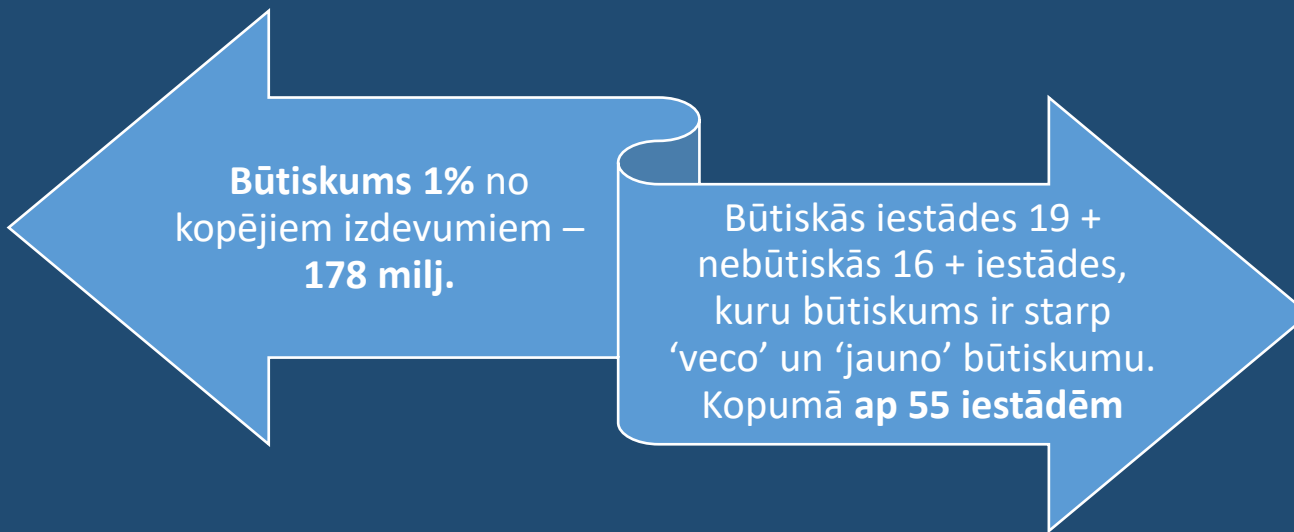 Būtiskums 1% no
kopējiem izdevumiem –
178 milj.
Būtiskās iestādes 19 +
nebūtiskās 16 + iestādes,
kuru būtiskums ir starp
‘veco’ un ‘jauno’ būtiskumu.
Kopumā ap 55 iestādēm